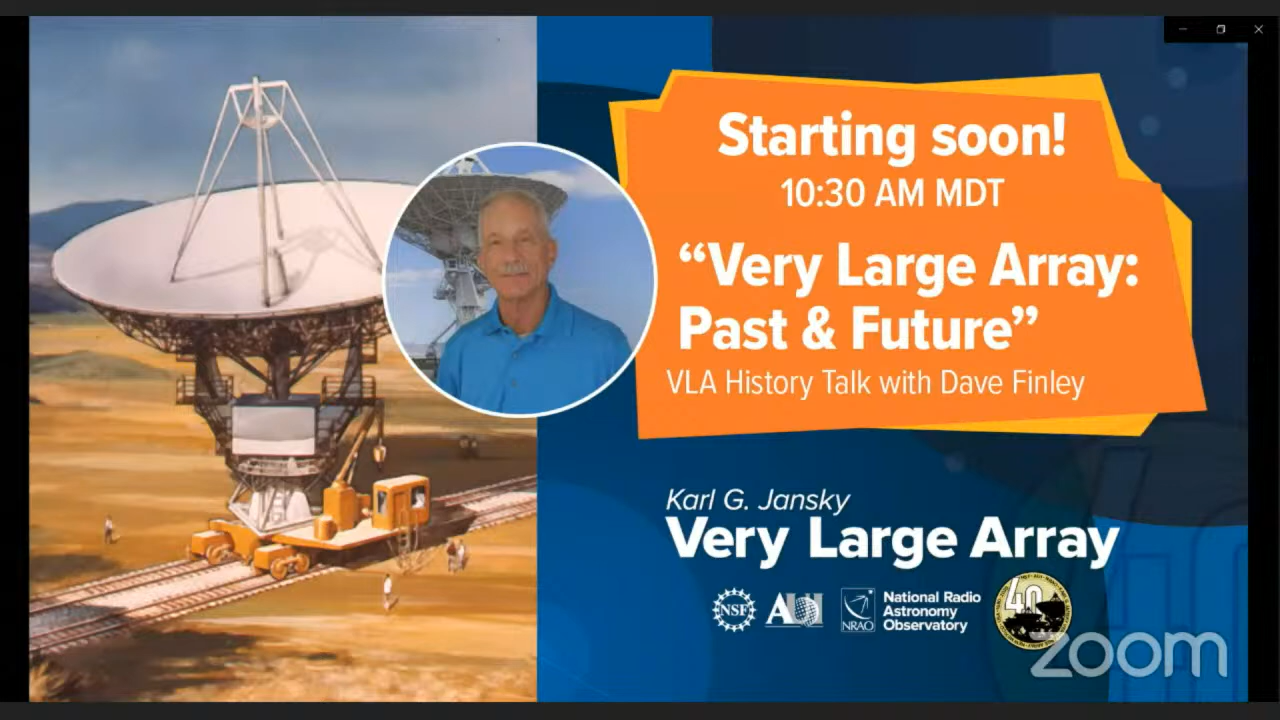 Starting soon!
10:30 AM MDT
“Very Large Array:
Past & Future”
VLA History Talk with Dave Finley
Karl G. Jansky
Very Large Array
NSF
AUI
NRAO
National Radio
Astronomy
Observatory
40
zoom